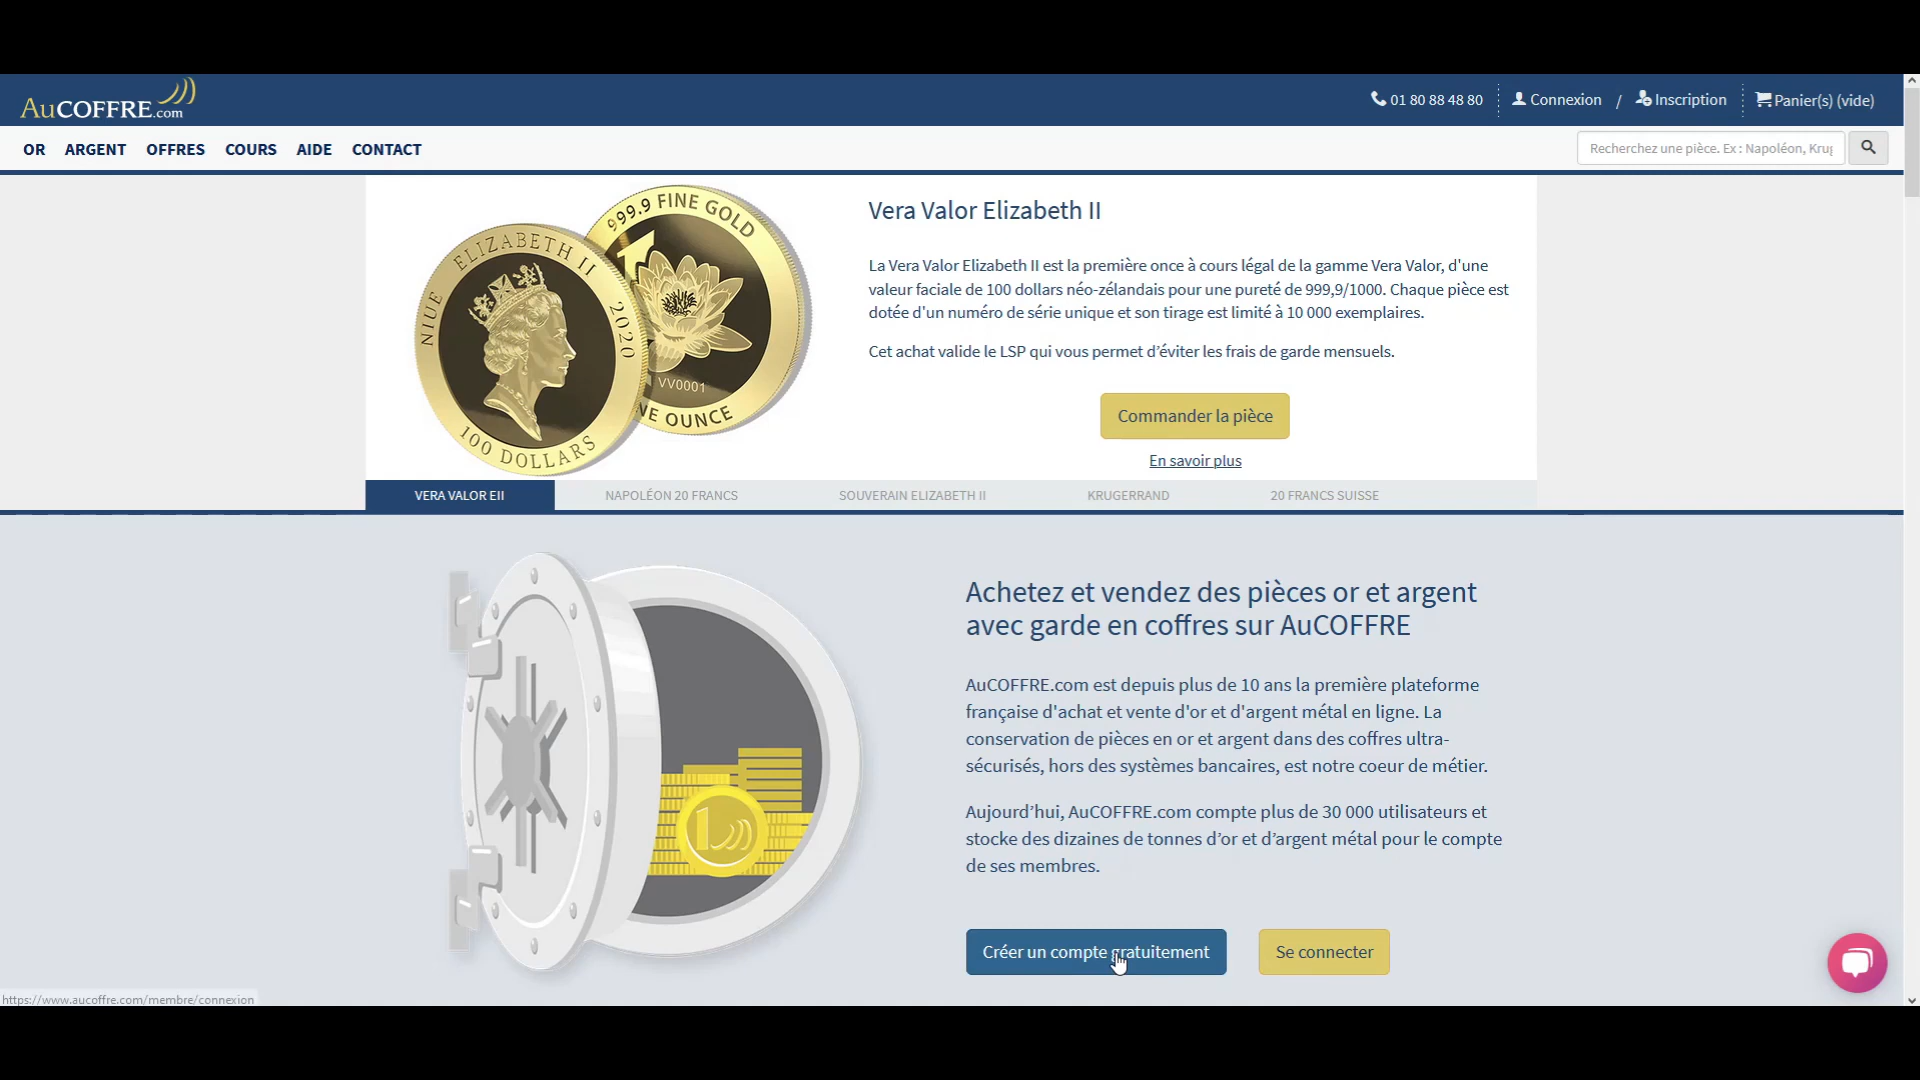 AuCOFFRE.com
01 80 88 48 80
Connexion / Inscription
Panier(s) (vide)
OR ARGENT OFFRES COURS AIDE CONTACT
Recherchez une pièce. Ex : Napoléon, Krug
ELIZABETH II
NIUE
2020
100 DOLLARS
999.9 FINE GOLD
VV0001
NE OUNCE
Vera Valor Elizabeth II
La Vera Valor Elizabeth II est la première once à cours légal de la gamme Vera Valor, d'une
valeur faciale de 100 dollars néo-zélandais pour une pureté de 999,9/1000. Chaque pièce est
dotée d'un numéro de série unique et son tirage est limité à 10 000 exemplaires.
Cet achat valide le LSP qui vous permet d’éviter les frais de garde mensuels.
Commander la pièce
En savoir plus
VERA VALOR EII NAPOLÉON 20 FRANCS SOUVERAIN ELIZABETH II KRUGERRAND 20 FRANCS SUISSE
Achetez et vendez des pièces or et argent
avec garde en coffres sur AuCOFFRE
AuCOFFRE.com est depuis plus de 10 ans la première plateforme
française d'achat et vente d'or et d'argent métal en ligne. La
conservation de pièces en or et argent dans des coffres ultra-
sécurisés, hors des systèmes bancaires, est notre coeur de métier.
Aujourd’hui, AuCOFFRE.com compte plus de 30 000 utilisateurs et
stocke des dizaines de tonnes d’or et d’argent métal pour le compte
de ses membres.
Créer un compte gratuitement
Se connecter
https://www.aucoffre.com/membre/connexion